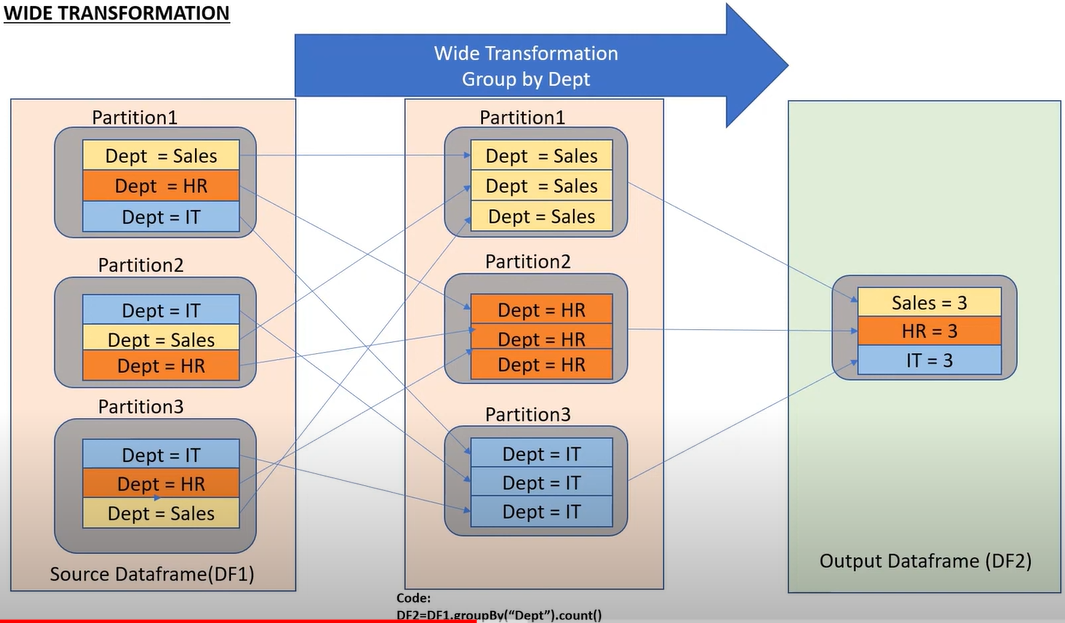 WIDE TRANSFORMATION
Wide Transformation
Group by Dept
Partition1
Dept = Sales
Dept = HR
Dept = IT
Partition2
Dept = IT
Dept = Sales
Dept = HR
Partition3
Dept = IT
Dept = HR
Dept = Sales
Source Dataframe(DF1)
Partition1
Dept = Sales
Dept = Sales
Dept = Sales
Partition2
Dept = HR
Dept = HR
Dept = HR
Partition3
Dept = IT
Dept = IT
Dept = IT
Sales = 3
HR = 3
IT = 3
Output Dataframe (DF2)
Code:
DF2=DF1.groupBy(“Dept”).count()